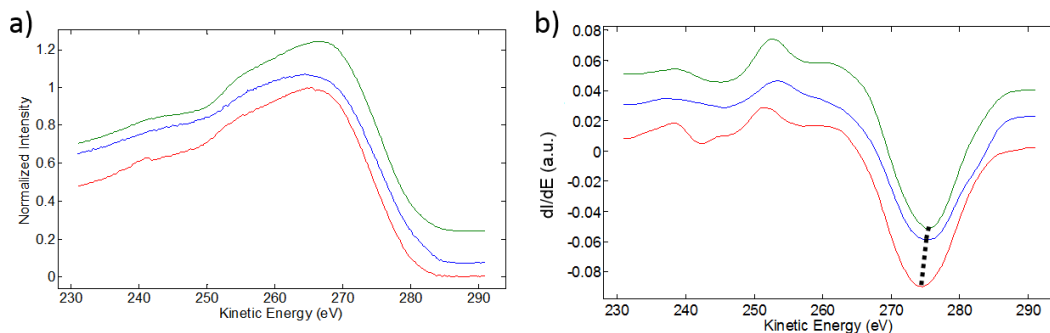 a)
Normalized Intensity
1.2
1
0.8
0.6
0.4
0.2
0
230 240 250 260 270 280 290
Kinetic Energy (eV)
b)
dI/dE (a.u.)
0.08
0.06
0.04
0.02
0
-0.02
-0.04
-0.06
-0.08
230 240 250 260 270 280 290
Kinetic Energy (eV)